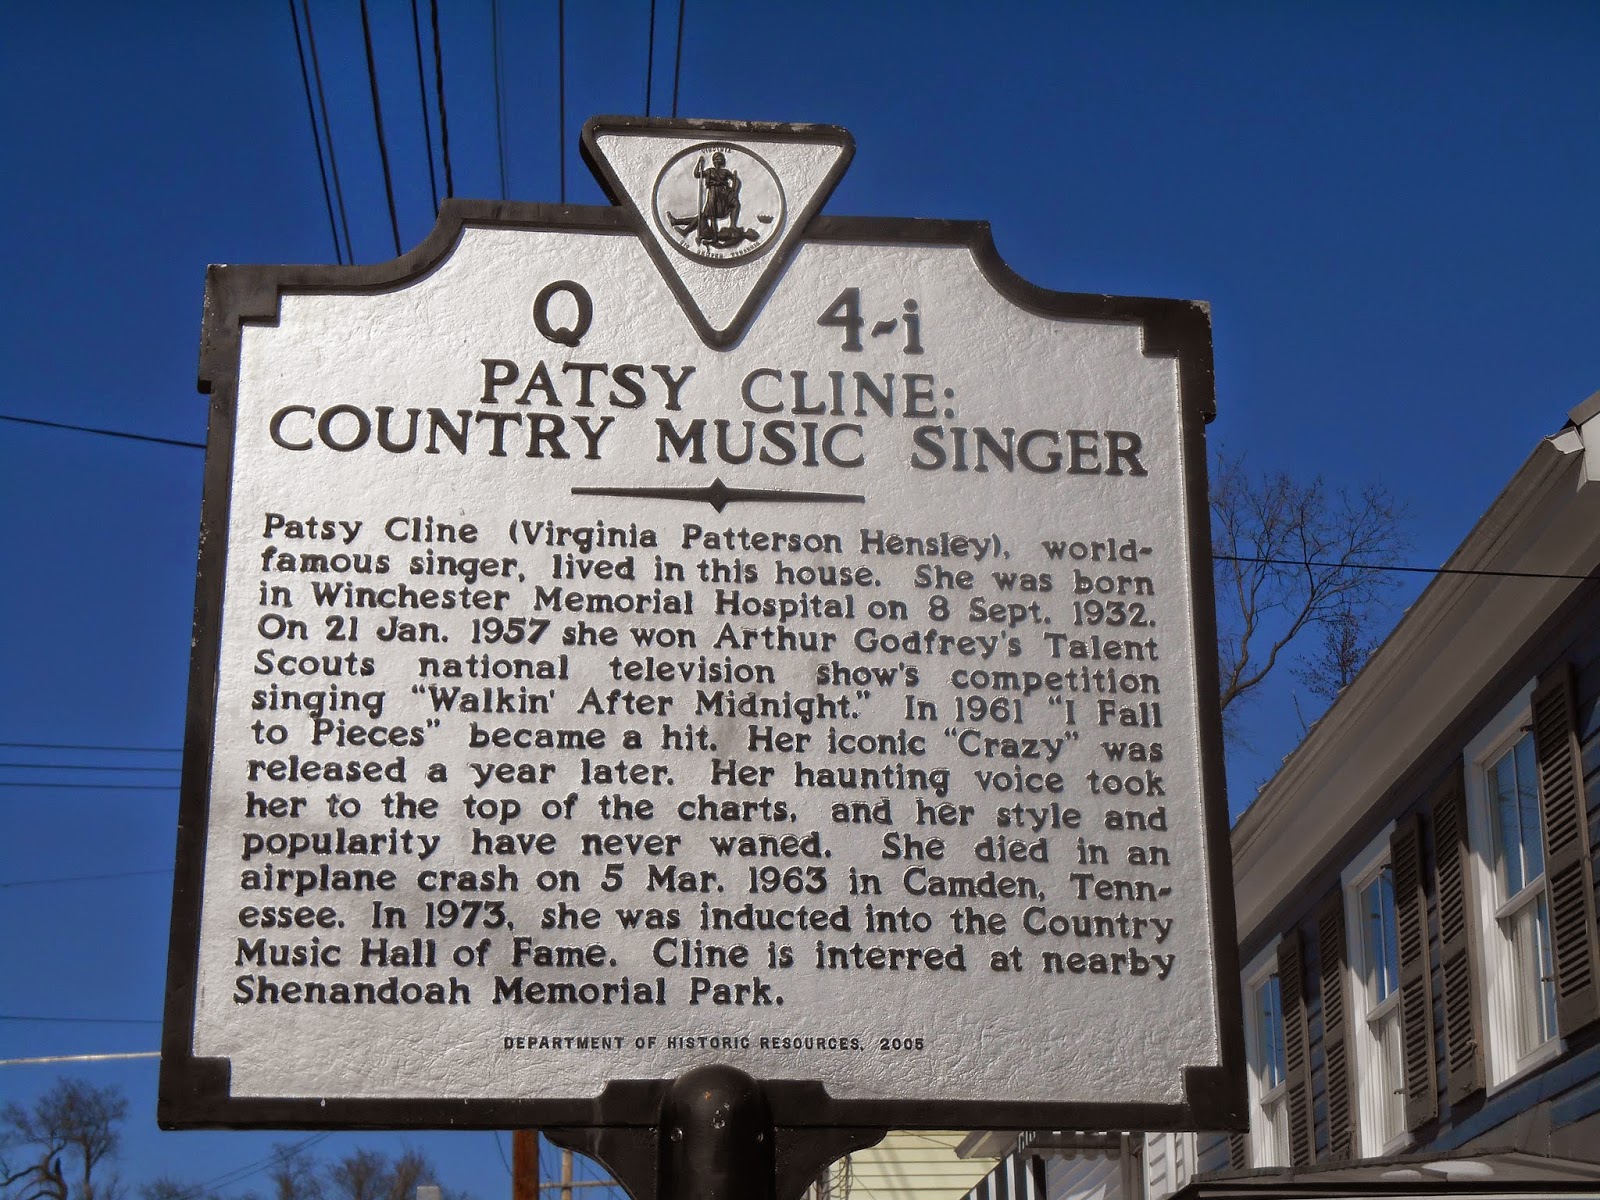 VIRGINIA
Q 4-i
PATSY CLINE:
COUNTRY MUSIC SINGER
Patsy Cline (Virginia Patterson Hensley), world-
famous singer, lived in this house. She was born
in Winchester Memorial Hospital on 8 Sept. 1932.
On 21 Jan. 1957 she won Arthur Godfrey's Talent
Scouts national television show's competition
singing "Walkin' After Midnight." In 1961 "I Fall
to Pieces" became a hit. Her iconic "Crazy" was
released a year later. Her haunting voice took
her to the top of the charts, and her style and
popularity have never waned. She died in an
airplane crash on 5 Mar. 1963 in Camden, Tenn-
essee. In 1973, she was inducted into the Country
Music Hall of Fame. Cline is interred at nearby
Shenandoah Memorial Park.
DEPARTMENT OF HISTORIC RESOURCES, 2005